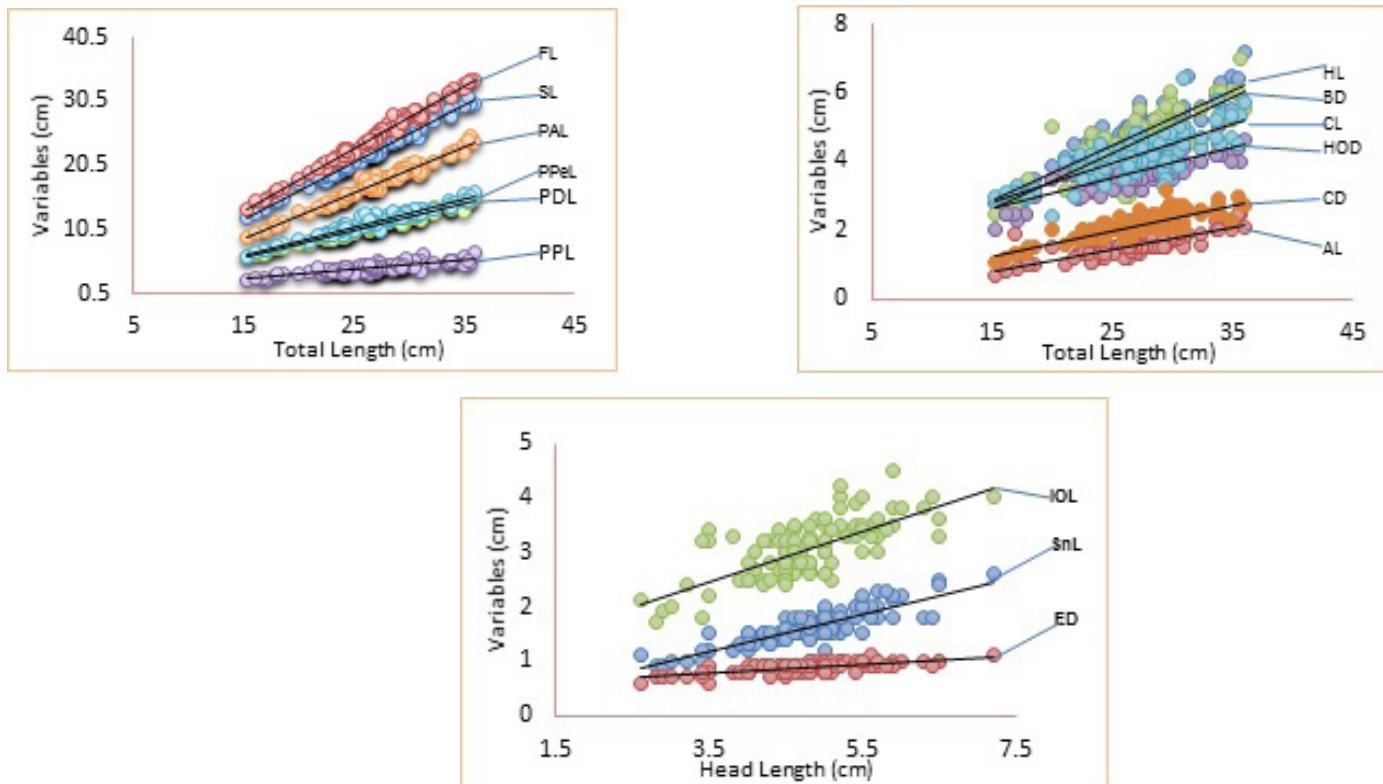 40.5
30.5
20.5
10.5
0.5
5 15 25 35 45
Variables (cm)
Total Length (cm)
FL
SL
PAL
PPeL
PDL
PPL
8
6
4
2
0
5 15 25 35 45
Variables (cm)
Total Length (cm)
HL
BD
CL
HOD
CD
AL
5
4
3
2
1
0
1.5 3.5 5.5 7.5
Variables (cm)
Head Length (cm)
IOL
SnL
ED